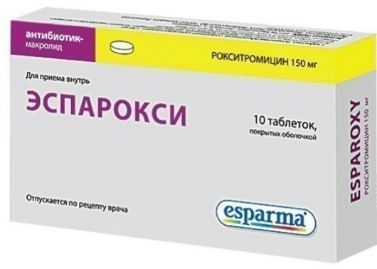 антибиотик-
макролид
РОКСИТРОМИЦИН 150 мг
Для приема внутрь
ЭСПАРОКСИ
10 таблеток,
покрытых оболочкой
Отпускается по рецепту врача
esparma®
ESPAROXY
РОКСИТРОМИЦИН 150 мг